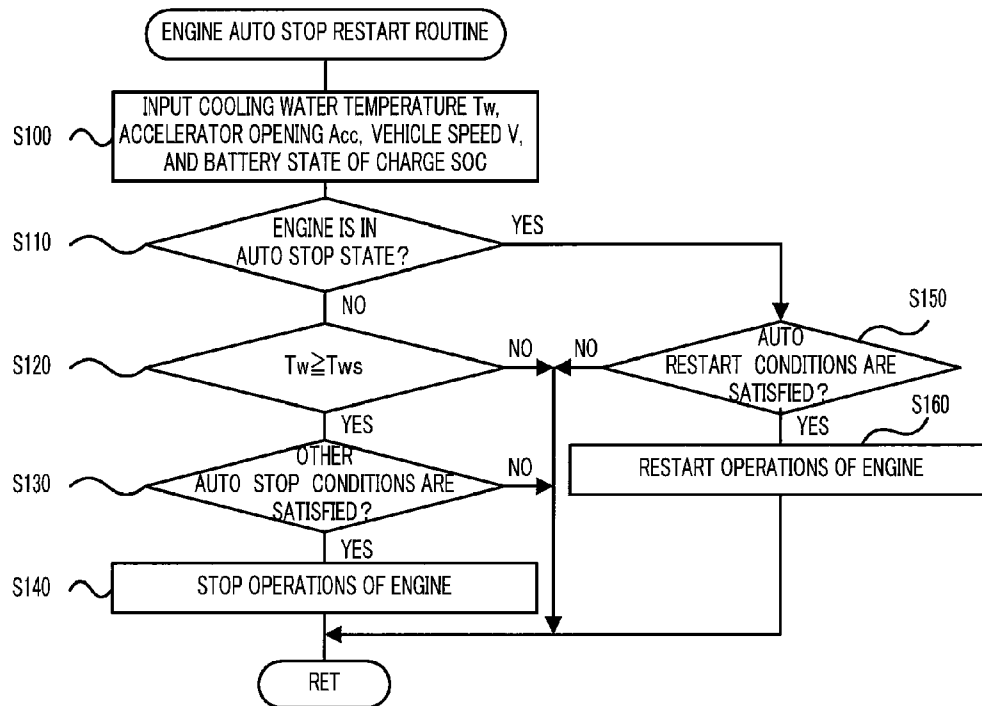 ENGINE AUTO STOP RESTART ROUTINE
S100
INPUT COOLING WATER TEMPERATURE Tw,
ACCELERATOR OPENING Acc, VEHICLE SPEED V,
AND BATTERY STATE OF CHARGE SOC
S110
ENGINE IS IN
AUTO STOP STATE?
YES
NO
S120
Tw≧Tws
NO
YES
S150
AUTO
RESTART CONDITIONS ARE
SATISFIED?
NO
YES
S160
RESTART OPERATIONS OF ENGINE
S130
OTHER
AUTO STOP CONDITIONS ARE
SATISFIED?
NO
YES
S140
STOP OPERATIONS OF ENGINE
RET